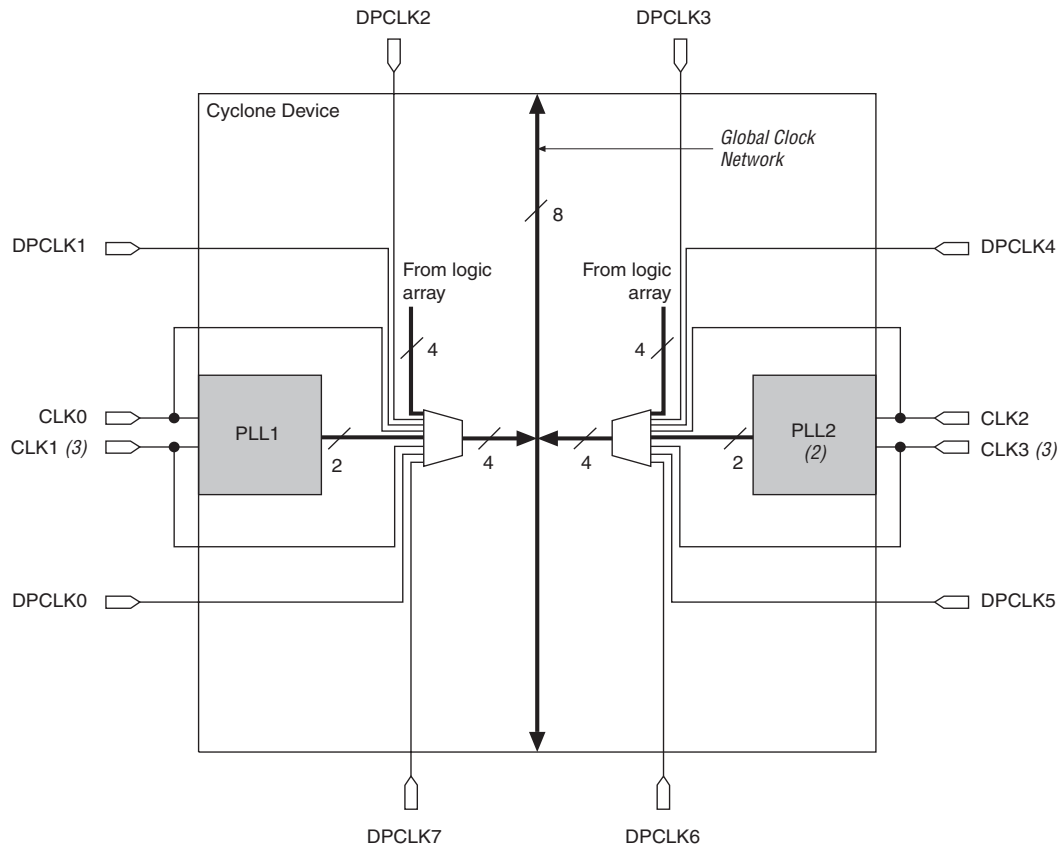 DPCLK2
DPCLK3
Cyclone Device
Global Clock
Network
8
DPCLK1
DPCLK4
From logic
array
From logic
array
4
4
CLK0
CLK2
PLL1
PLL2
(2)
CLK1 (3)
CLK3 (3)
2
4
4
2
DPCLK0
DPCLK5
DPCLK7
DPCLK6